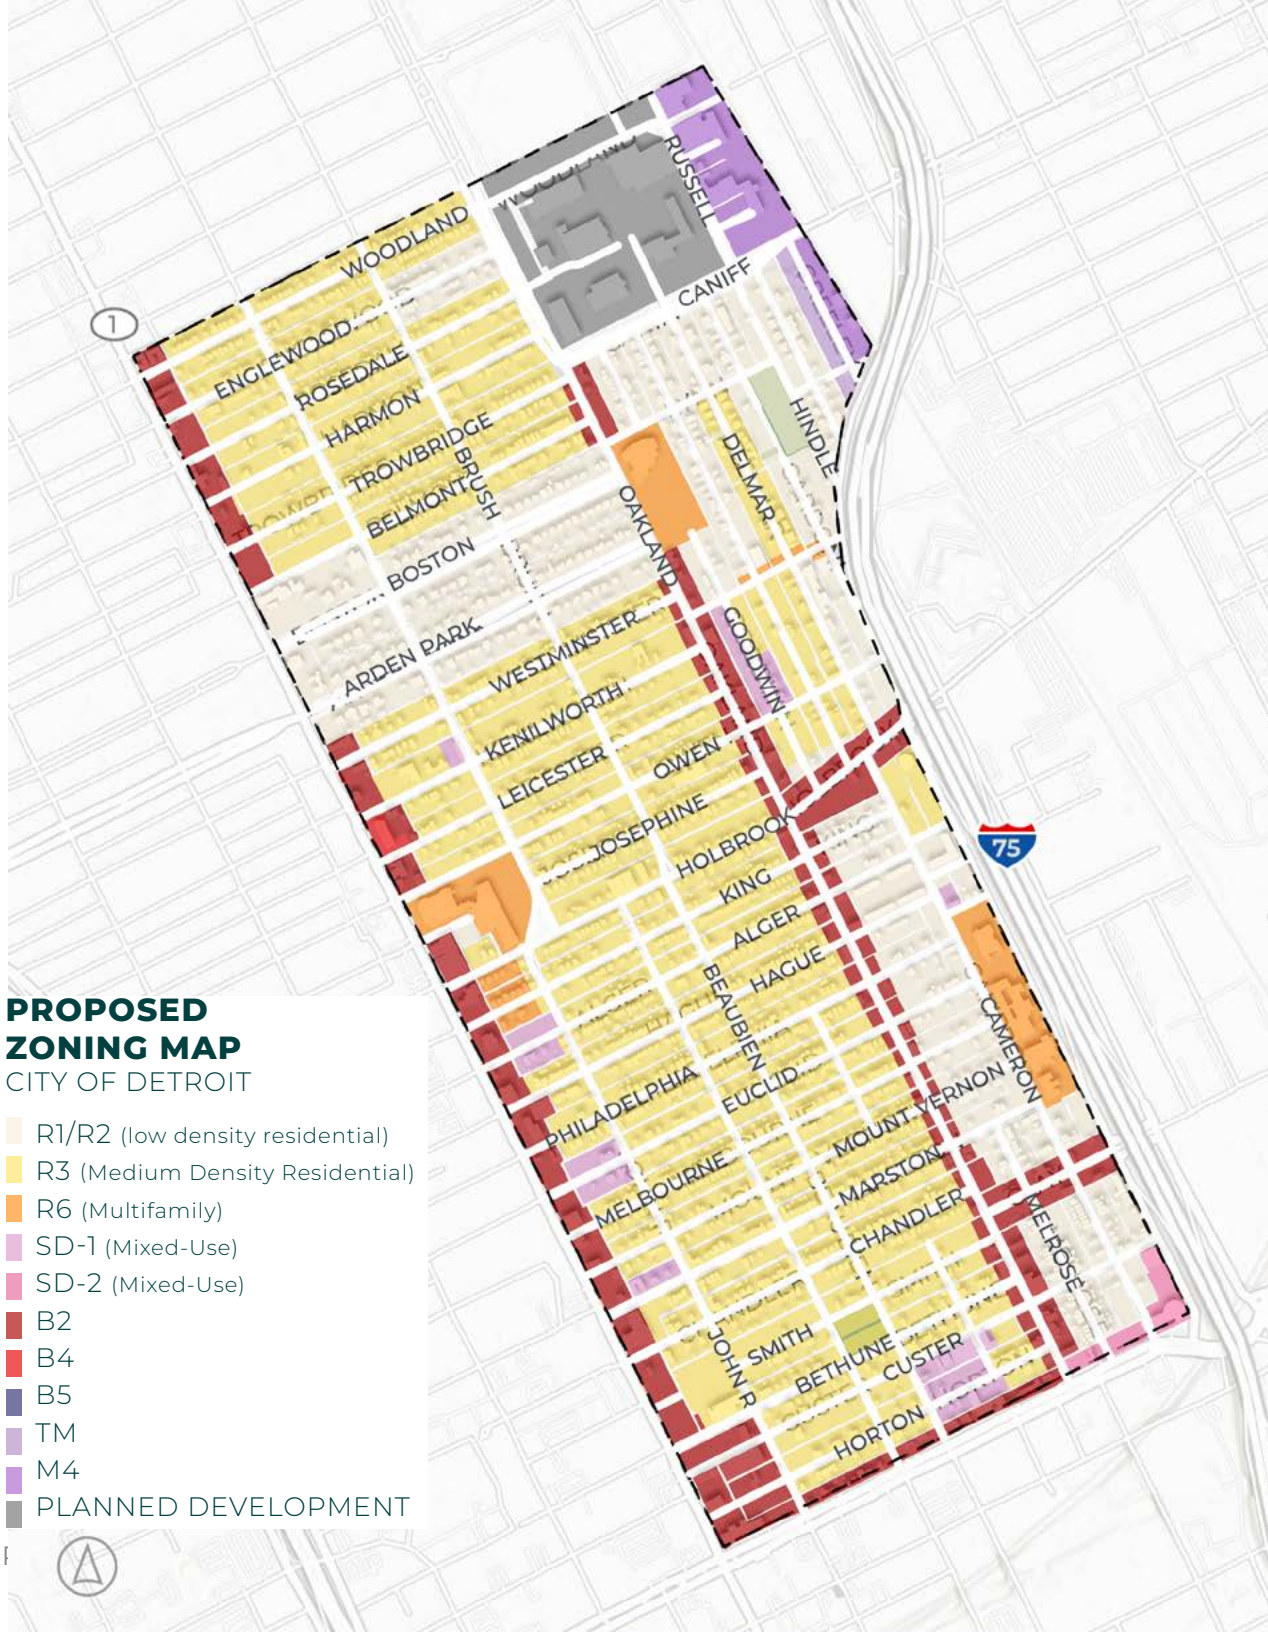 WOODLAND
RUSSELL
WOODLAND
CANIFF
1
ENGLEWOOD
ROSEDALE
HARMON
HINDLE
TROWBRIDGE
BRUSH
DELMAR
BELMONT
OAKLAND
BOSTON
GOODWIN
ARDEN PARK
WESTMINSTER
KENILWORTH
OWEN
LEICESTER
JOSEPHINE
HOLBROOK
75
KING
ALGER
HAGUE
BEAUBIEN
CAMERON
PHILADELPHIA
EUCLID
MOUNT VERNON
MELBOURNE
MARSTON
CHANDLER
MELROSE
JOHN R
SMITH
BETHUNE
CUSTER
HORTON
PROPOSED
ZONING MAP
CITY OF DETROIT
R1/R2 (low density residential)
R3 (Medium Density Residential)
R6 (Multifamily)
SD-1 (Mixed-Use)
SD-2 (Mixed-Use)
B2
B4
B5
TM
M4
PLANNED DEVELOPMENT